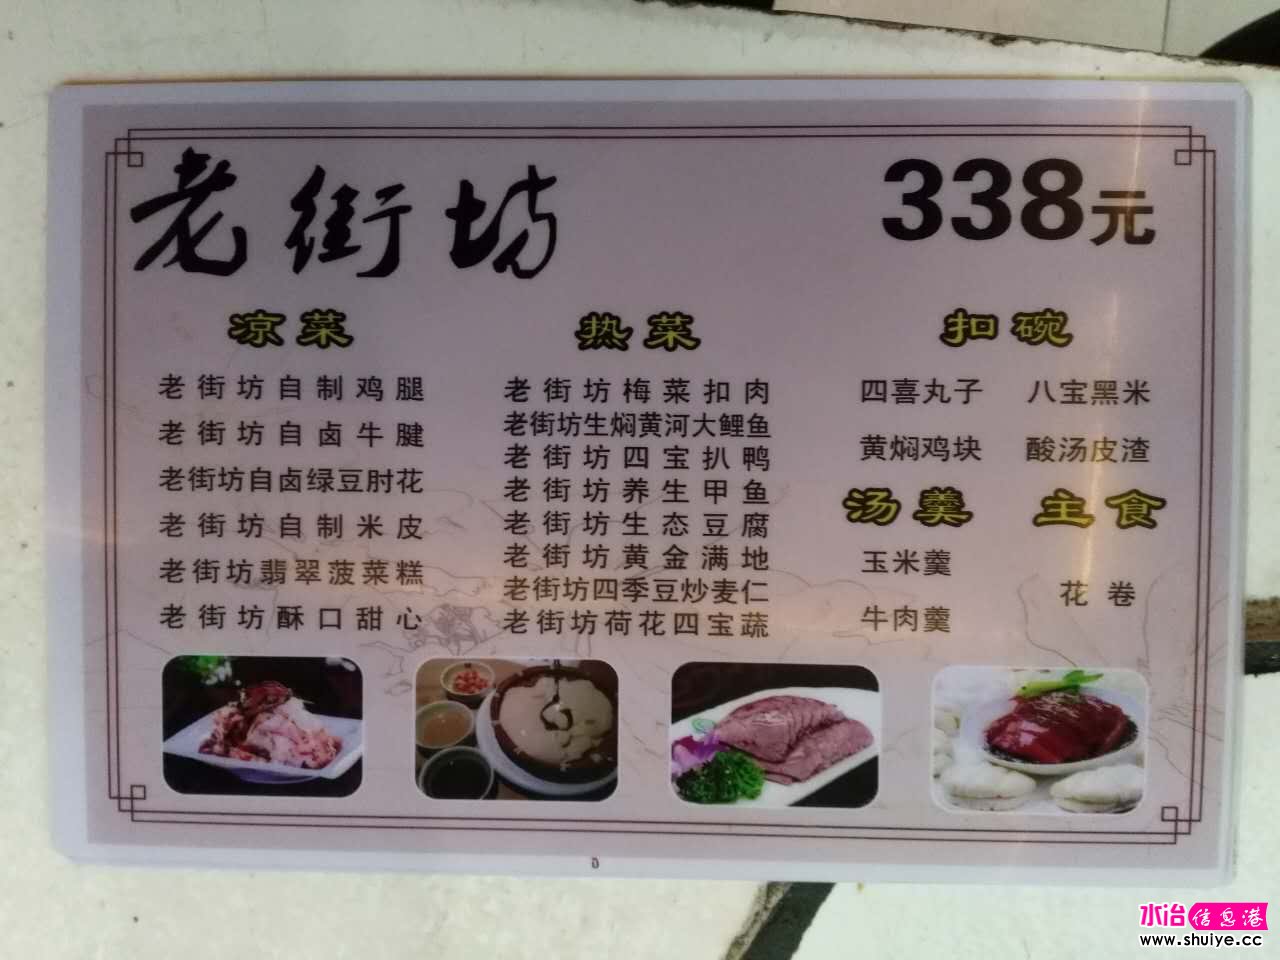 老街坊
338元
凉菜
老街坊自制鸡腿
老街坊自卤牛腱
老街坊自卤绿豆肘花
老街坊自制米皮
老街坊翡翠菠菜糕
老街坊酥口甜心
热菜
老街坊梅菜扣肉
老街坊生焖黄河大鲤鱼
老街坊四宝扒鸭
老街坊养生甲鱼
老街坊生态豆腐
老街坊黄金满地
老街坊四季豆炒麦仁
老街坊荷花四宝蔬
扣碗
四喜丸子 八宝黑米
黄焖鸡块 酸汤皮渣
汤羹
玉米羹
牛肉羹
主食
花卷
水冶信息港
www.shuiye.cc